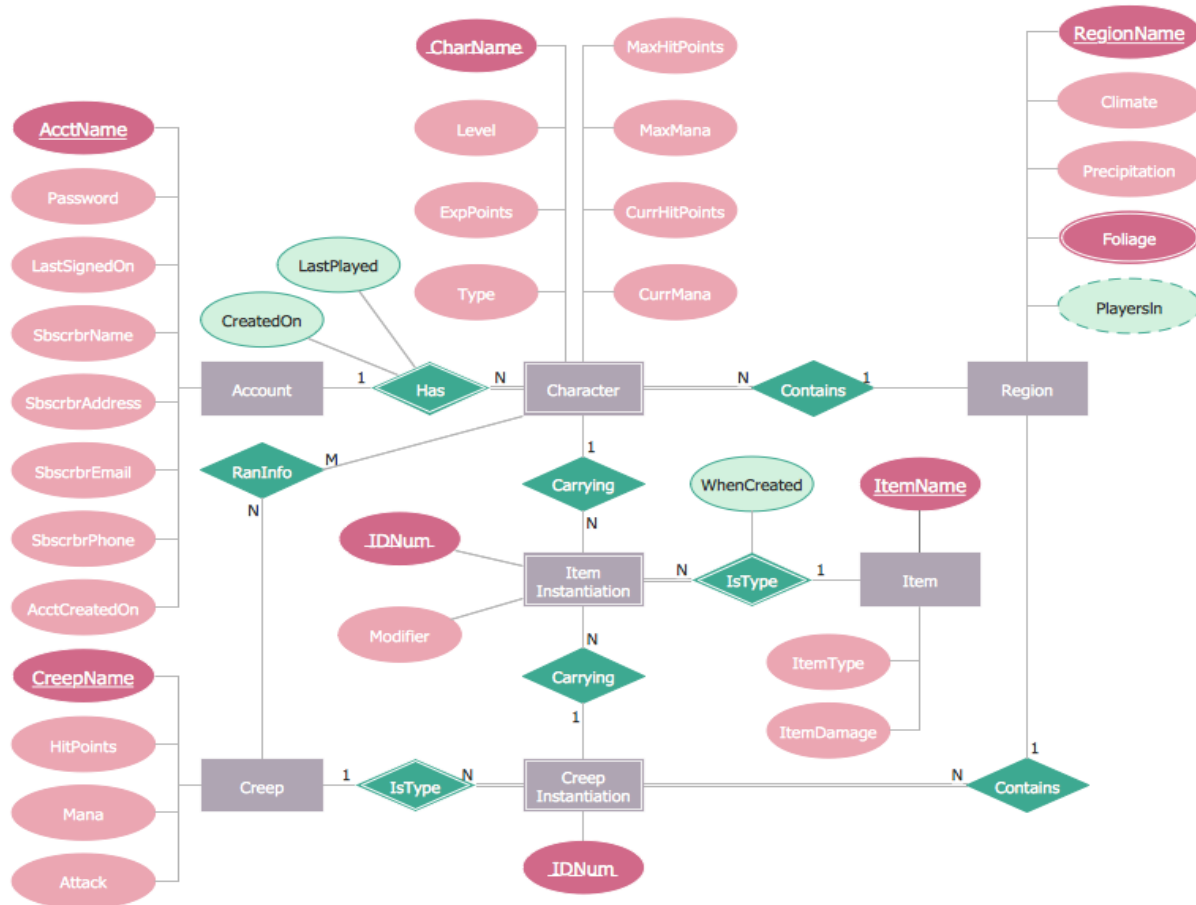 CharName
MaxHitPoints
RegionName
Level
MaxMana
Climate
AcctName
Password
ExpPoints
CurrHitPoints
Precipitation
LastSignedOn
LastPlayed
Type
CurrMana
Foliage
SbscrbrName
CreatedOn
PlayersIn
Account
1
Has
N
Character
N
Contains
1
Region
SbscrbrAddress
SbscrbrEmail
RanInfo
M
1
Carrying
WhenCreated
ItemName
N
SbscrbrPhone
IDNum
N
Item
Instantiation
N
IsType
1
Item
AcctCreatedOn
Modifier
N
Carrying
1
ItemType
ItemDamage
CreepName
HitPoints
Creep
1
IsType
N
Creep
Instantiation
N
1
Contains
Mana
Attack
IDNum